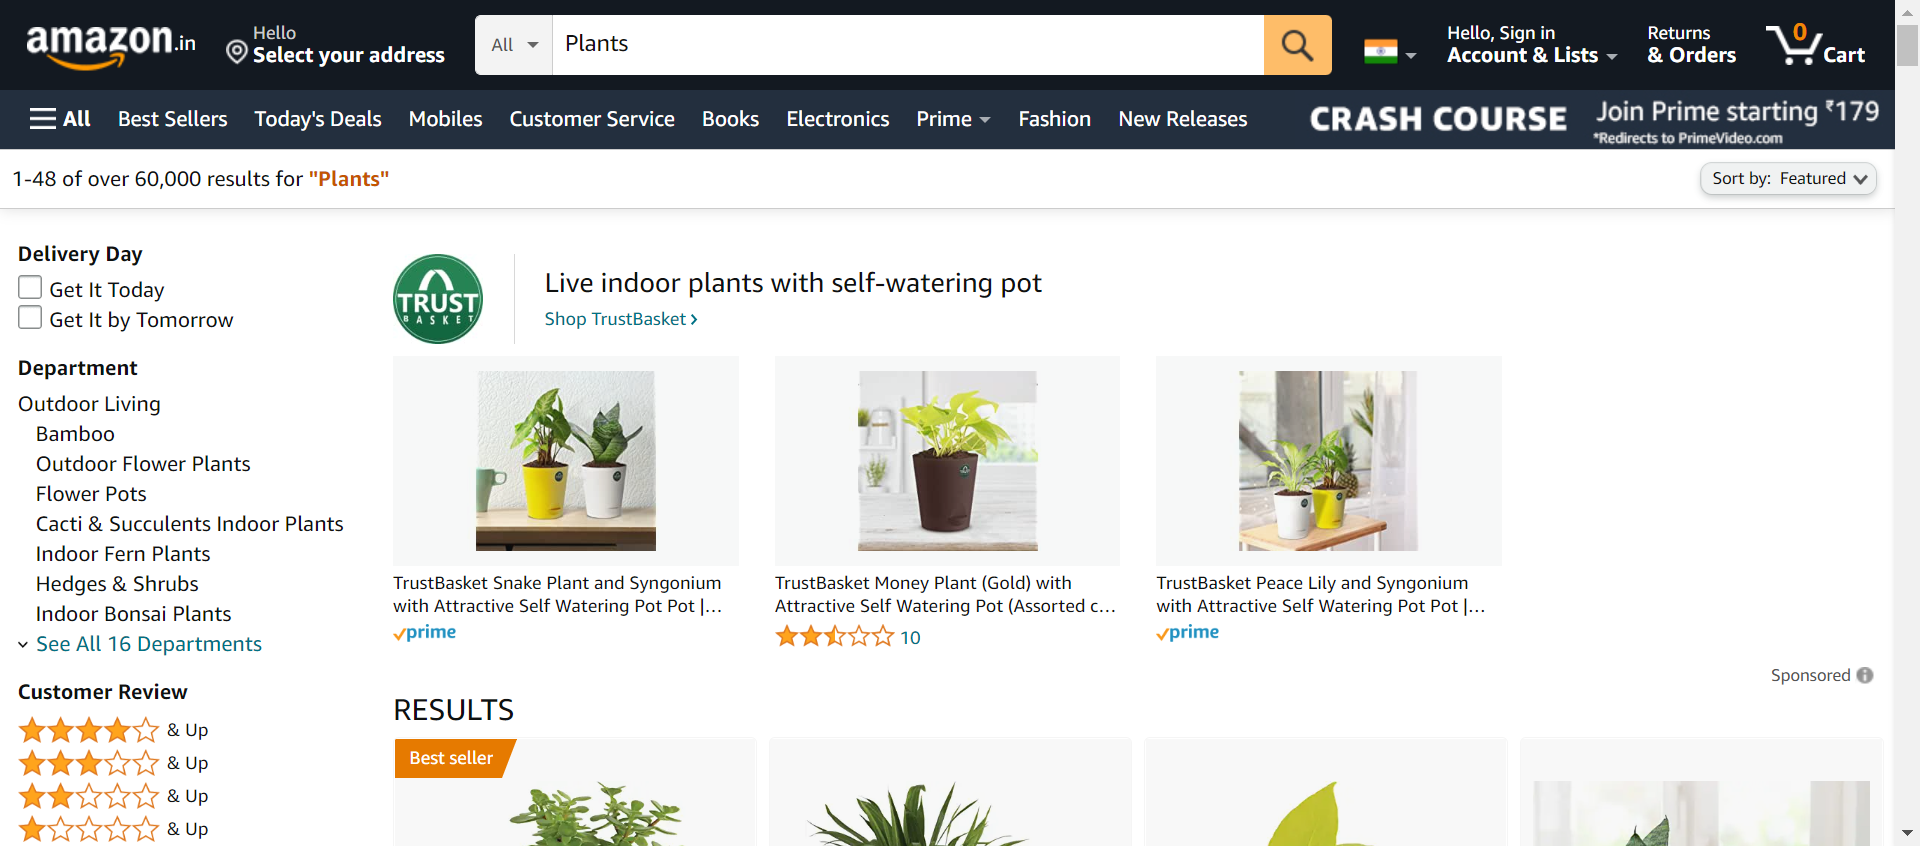 amazon.in
Hello
Select your address
All
Plants
Hello, Sign in
Account & Lists
Returns
& Orders
0
Cart
All
Best Sellers
Today's Deals
Mobiles
Customer Service
Books
Electronics
Prime
Fashion
New Releases
CRASH COURSE
Join Prime starting ₹179
*Redirects to PrimeVideo.com
1-48 of over 60,000 results for "Plants"
Sort by: Featured
Delivery Day
Get It Today
Get It by Tomorrow
Department
Outdoor Living
Bamboo
Outdoor Flower Plants
Flower Pots
Cacti & Succulents Indoor Plants
Indoor Fern Plants
Hedges & Shrubs
Indoor Bonsai Plants
See All 16 Departments
Customer Review
& Up
& Up
& Up
& Up
TRUST
BASKET
Live indoor plants with self-watering pot
Shop TrustBasket ›
TRUST
TrustBasket Snake Plant and Syngonium
with Attractive Self Watering Pot Pot |...
prime
TrustBasket Money Plant (Gold) with
Attractive Self Watering Pot (Assorted c...
10
TrustBasket Peace Lily and Syngonium
with Attractive Self Watering Pot Pot |...
prime
Sponsored
RESULTS
Best seller